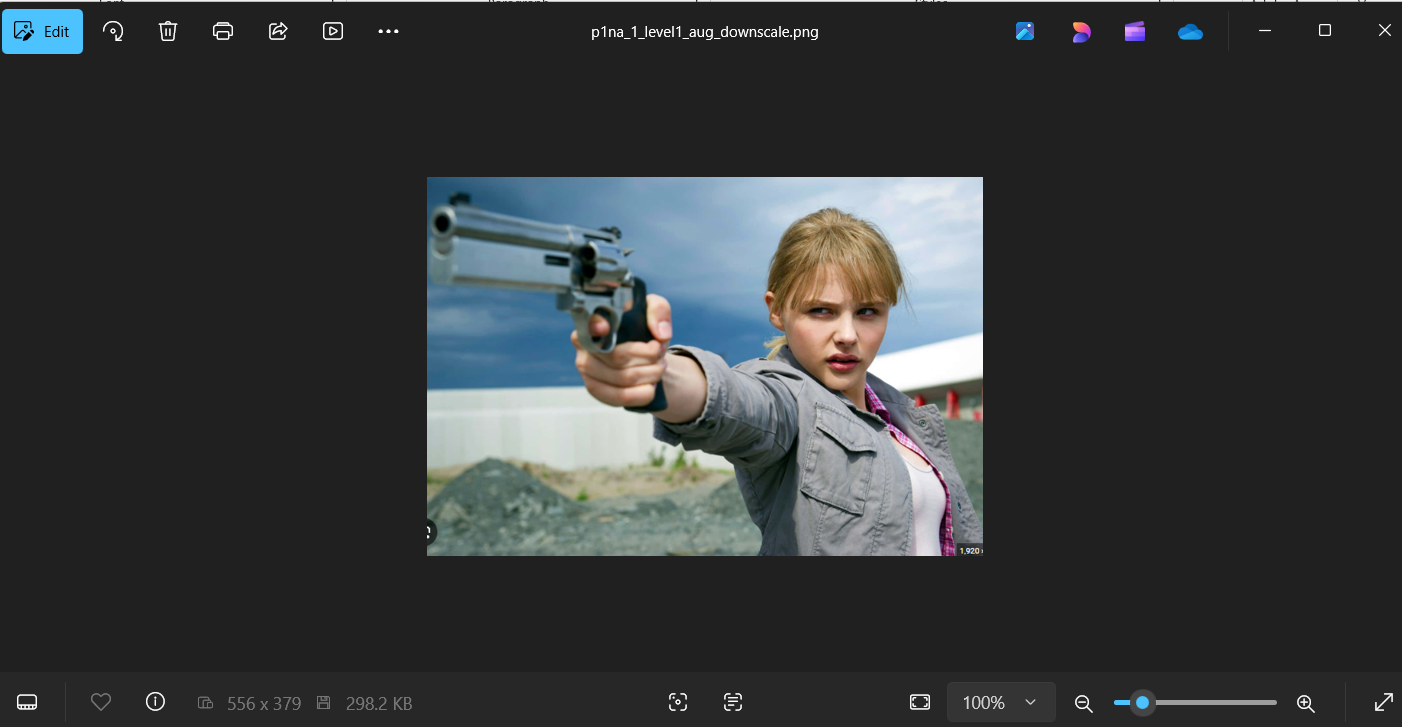 Edit
p1na_1_level1_aug_downscale.png
1,920
556 x 379
298.2 KB
100%